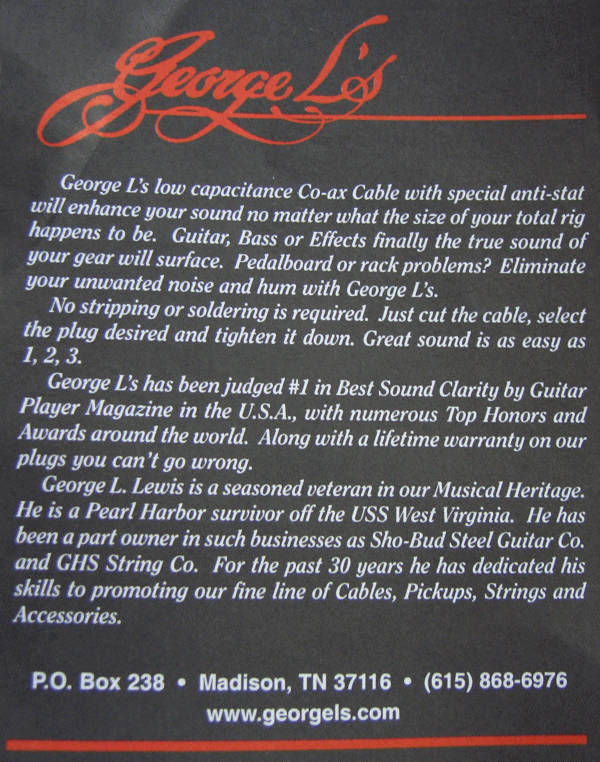 George L's
George L's low capacitance Co-ax Cable with special anti-stat
will enhance your sound no matter what the size of your total rig
happens to be. Guitar, Bass or Effects finally the true sound of
your gear will surface. Pedalboard or rack problems? Eliminate
your unwanted noise and hum with George L's.
No stripping or soldering is required. Just cut the cable, select
the plug desired and tighten it down. Great sound is as easy as
1, 2, 3.
George L's has been judged #1 in Best Sound Clarity by Guitar
Player Magazine in the U.S.A., with numerous Top Honors and
Awards around the world. Along with a lifetime warranty on our
plugs you can't go wrong.
George L. Lewis is a seasoned veteran in our Musical Heritage.
He is a Pearl Harbor survivor off the USS West Virginia. He has
been a part owner in such businesses as Sho-Bud Steel Guitar Co.
and GHS String Co. For the past 30 years he has dedicated his
skills to promoting our fine line of Cables, Pickups, Strings and
Accessories.
P.O. Box 238 • Madison, TN 37116 • (615) 868-6976
www.georgels.com